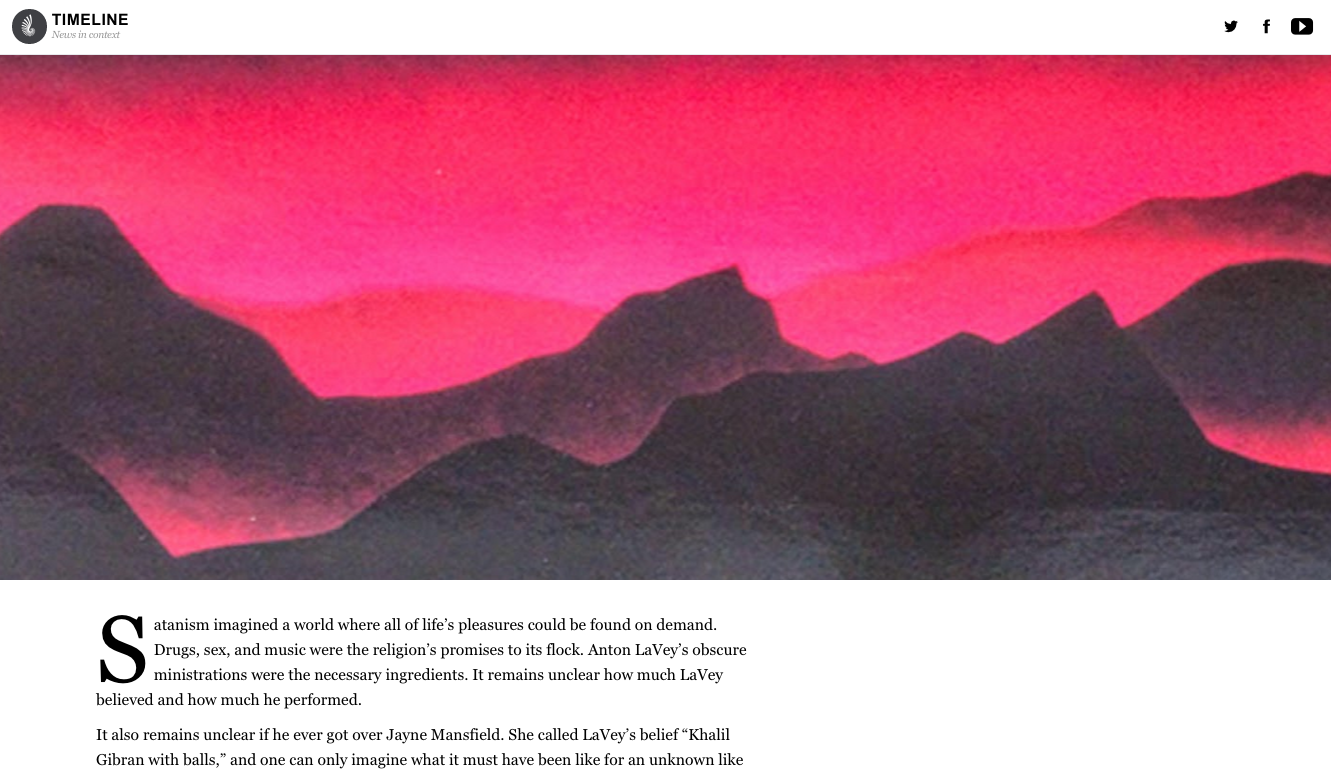 TIMELINE
News in context
Satanism imagined a world where all of life’s pleasures could be found on demand.
Drugs, sex, and music were the religion’s promises to its flock. Anton LaVey’s obscure
ministrations were the necessary ingredients. It remains unclear how much LaVey
believed and how much he performed.
It also remains unclear if he ever got over Jayne Mansfield. She called LaVey’s belief “Khalil
Gibran with balls,” and one can only imagine what it must have been like for an unknown like